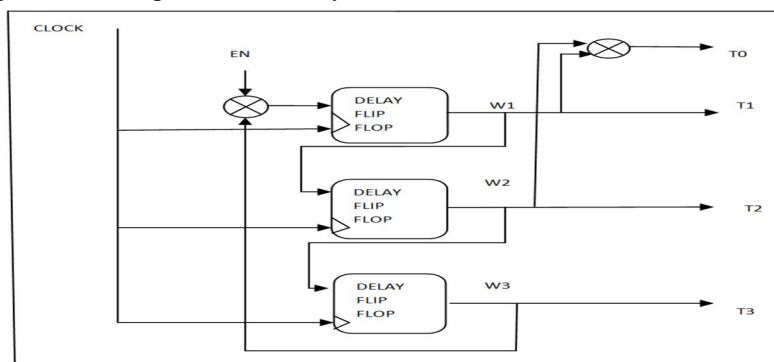 CLOCK
EN
T0
DELAY
FLIP
FLOP
W1
T1
DELAY
FLIP
FLOP
W2
T2
DELAY
FLIP
FLOP
W3
T3